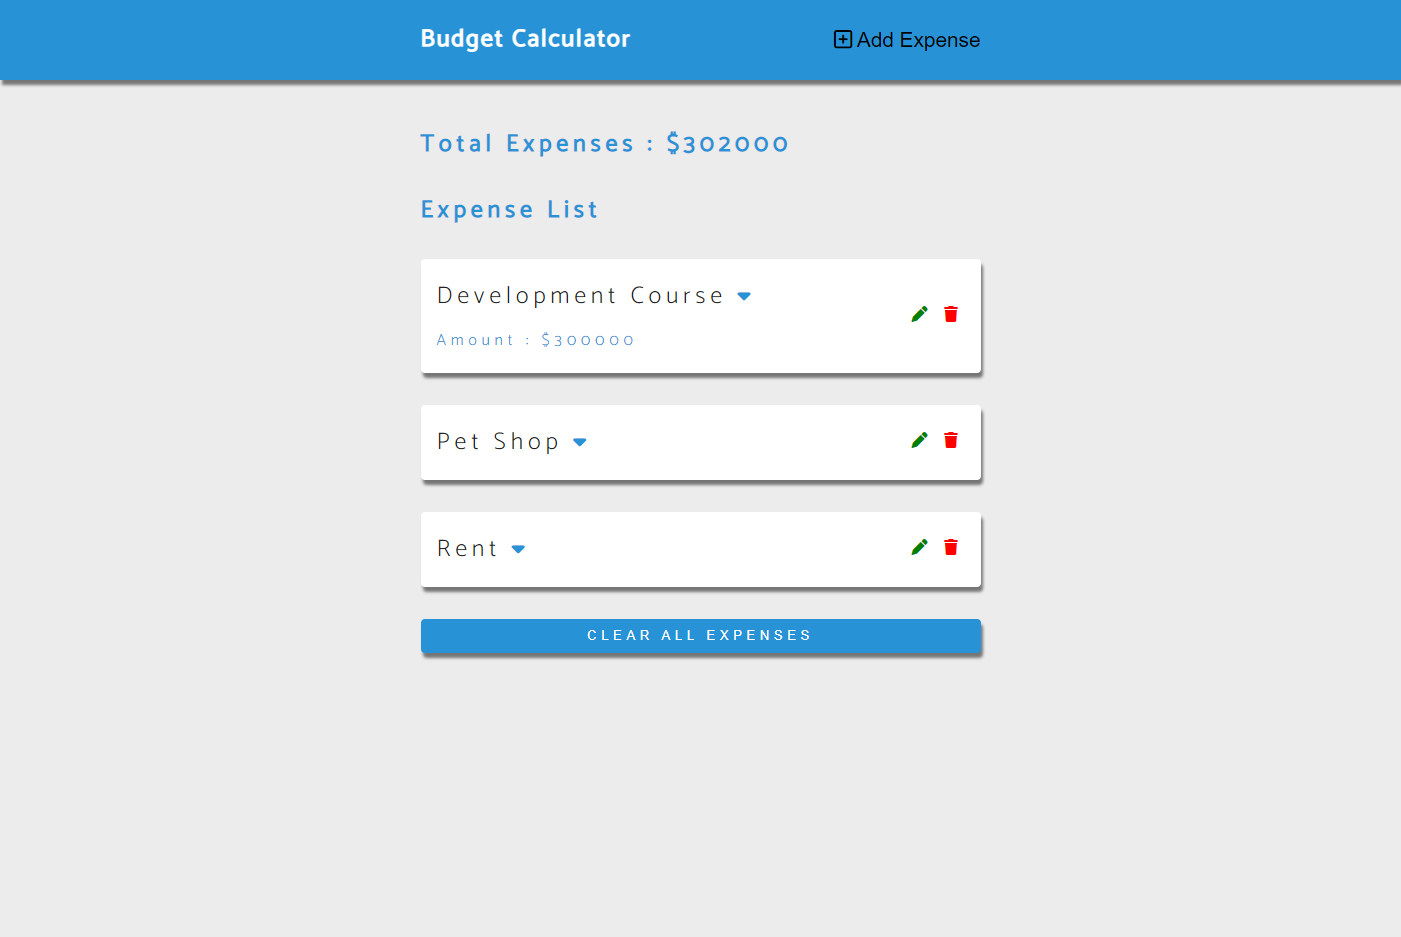 Budget Calculator
Add Expense
Total Expenses : $302000
Expense List
Development Course
Amount : $300000
Pet Shop
Rent
CLEAR ALL EXPENSES